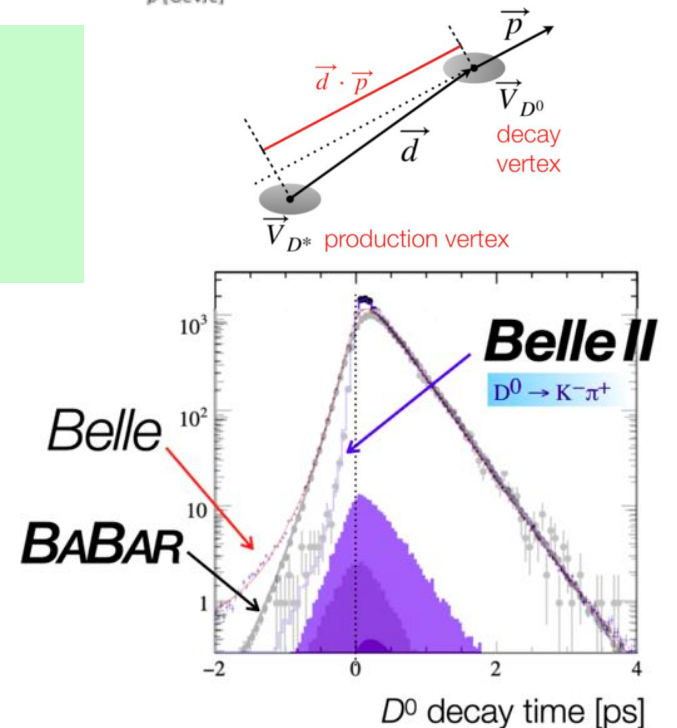 p⃗
d⃗ · p⃗
V⃗ D⁰
d⃗
decay
vertex
V⃗ D* production vertex
10³
Belle II
D⁰ → K⁻π⁺
10²
Belle
10
BABAR
1
−2 0 2 4
D⁰ decay time [ps]